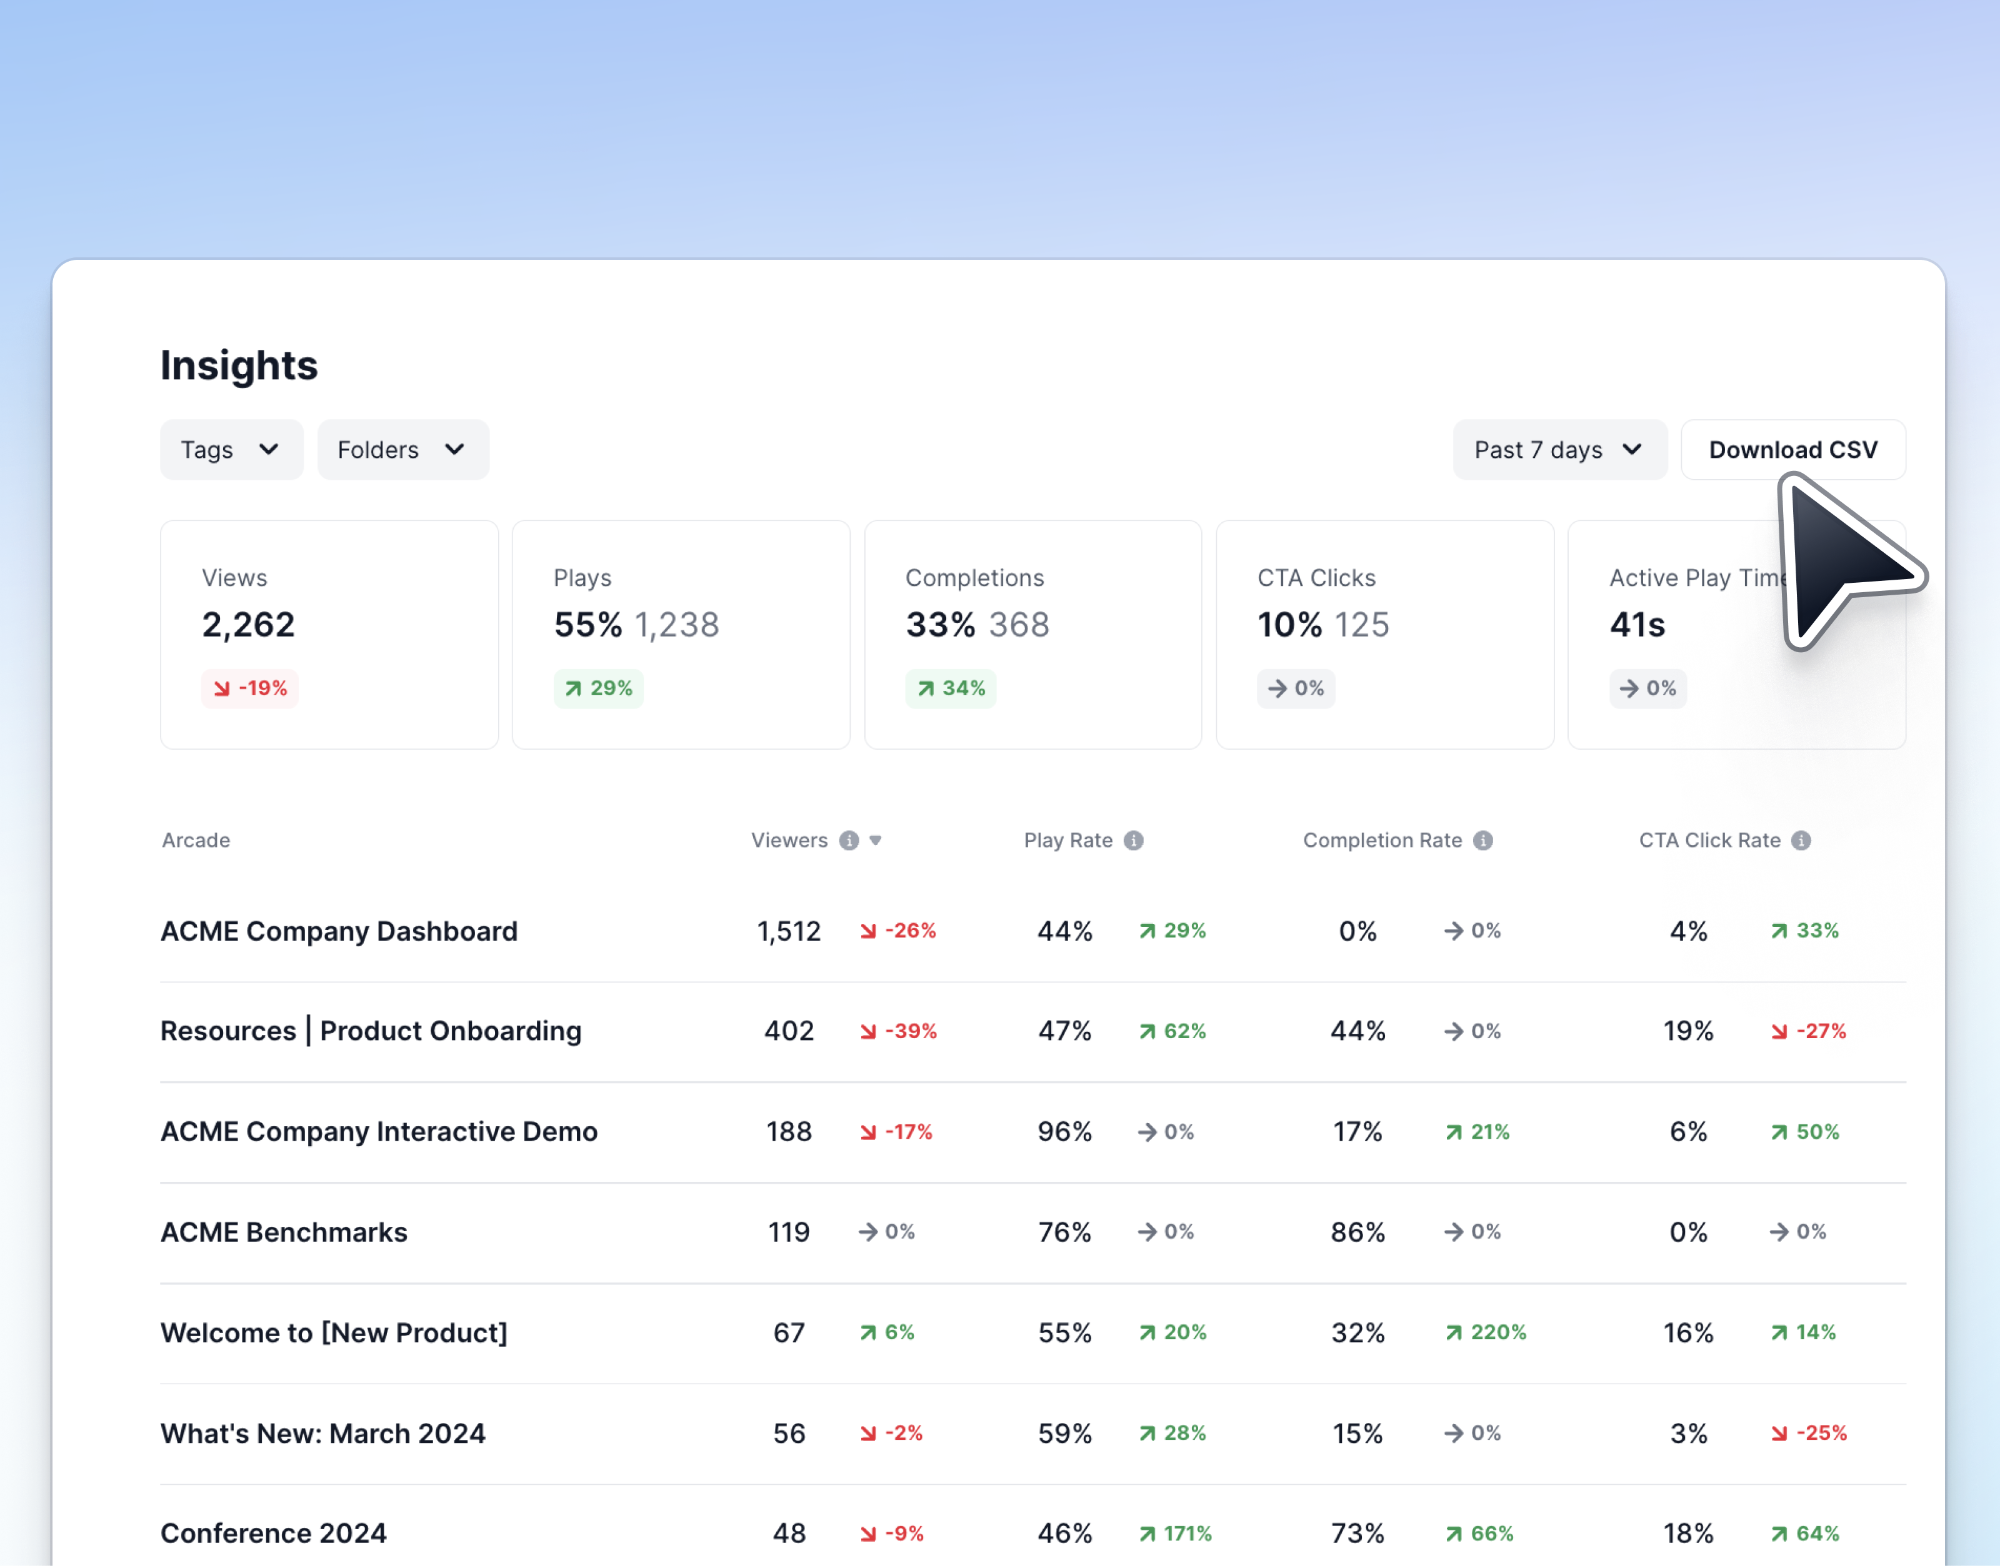 Insights
Tags Folders Past 7 days Download CSV
Views Plays Completions CTA Clicks Active Play Time
2,262 55% 1,238 33% 368 10% 125 41s
-19% 29% 34% 0% 0%
Arcade Viewers Play Rate Completion Rate CTA Click Rate
ACME Company Dashboard 1,512 -26% 44% 29% 0% 0% 4% 33%
Resources | Product Onboarding 402 -39% 47% 62% 44% 0% 19% -27%
ACME Company Interactive Demo 188 -17% 96% 0% 17% 21% 6% 50%
ACME Benchmarks 119 0% 76% 0% 86% 0% 0% 0%
Welcome to [New Product] 67 6% 55% 20% 32% 220% 16% 14%
What's New: March 2024 56 -2% 59% 28% 15% 0% 3% -25%
Conference 2024 48 -9% 46% 171% 73% 66% 18% 64%